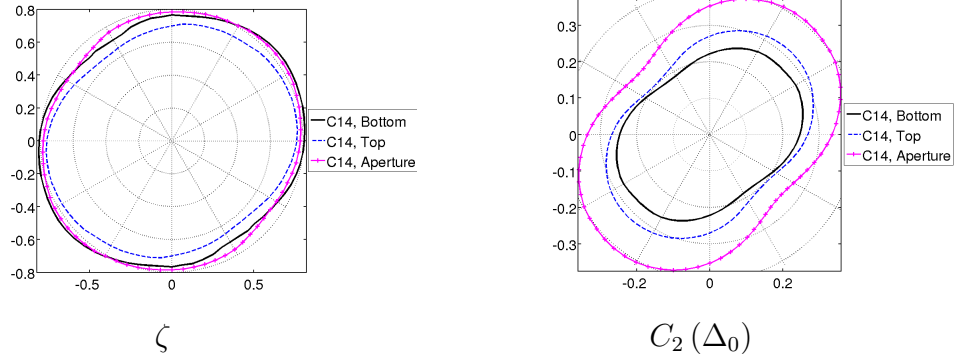 0.8
0.6
0.4
0.2
0
-0.2
-0.4
-0.6
-0.8
-0.5
0
0.5
C14, Bottom
C14, Top
C14, Aperture
ζ
0.3
0.2
0.1
0
-0.1
-0.2
-0.3
-0.2
0
0.2
C14, Bottom
C14, Top
C14, Aperture
C₂ (Δ₀)